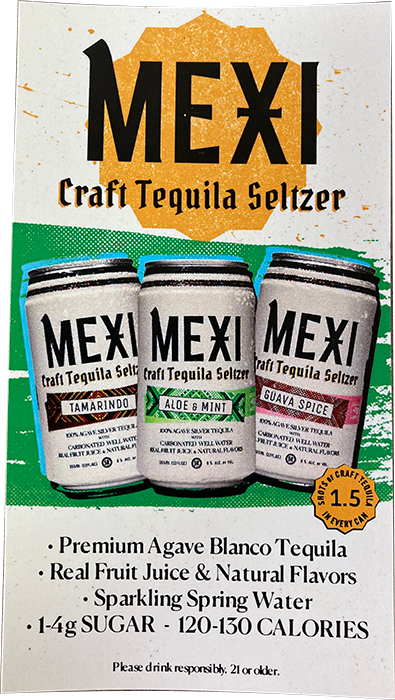 MEXI
Craft Tequila Seltzer
MEXI
Craft Tequila Seltz
TAMARINDO
100% AGAVE SILVER TEQUILA
WITH
CARBONATED WELL WATER
REAL FRUIT JUICE & NATURAL FLAVORS
MEXI
Craft Tequila Seltzer
ALOE & MINT
100% AGAVE SILVER TEQUILA
WITH
CARBONATED WELL WATER
REAL FRUIT JUICE & NATURAL FLAVORS
MEXI
raft Tequila Seltzer
GUAVA SPICE
100% AGAVE SILVER TEQUILA
WITH
CARBONATED WELL WATER
FRUIT JUICE & NATURAL FLAVORS
SHOTS OF CRAFT TEQUILA
1.5
IN EVERY CAN
· Premium Agave Blanco Tequila
· Real Fruit Juice & Natural Flavors
· Sparkling Spring Water
· 1-4g SUGAR - 120-130 CALORIES
Please drink responsibly. 21 or older.